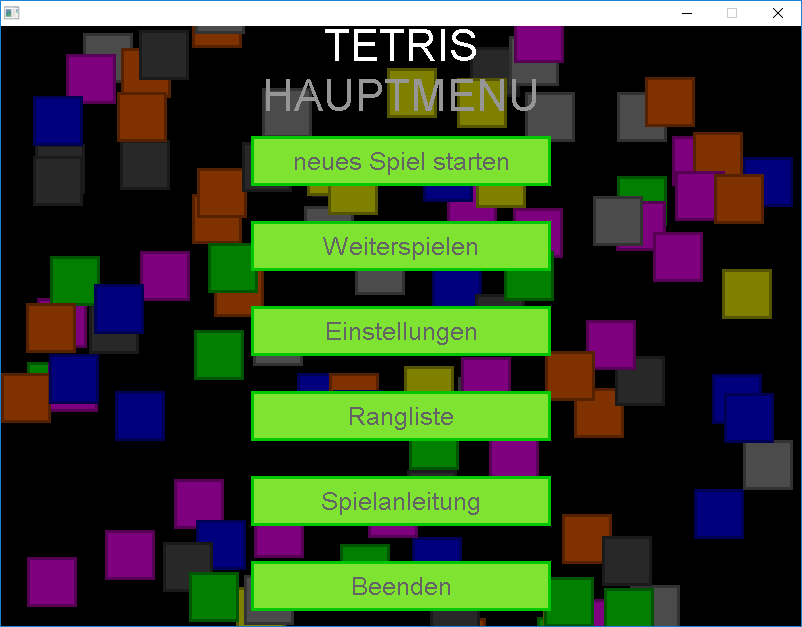 TETRIS
HAUPTMENU
neues Spiel starten
Weiterspielen
Einstellungen
Rangliste
Spielanleitung
Beenden